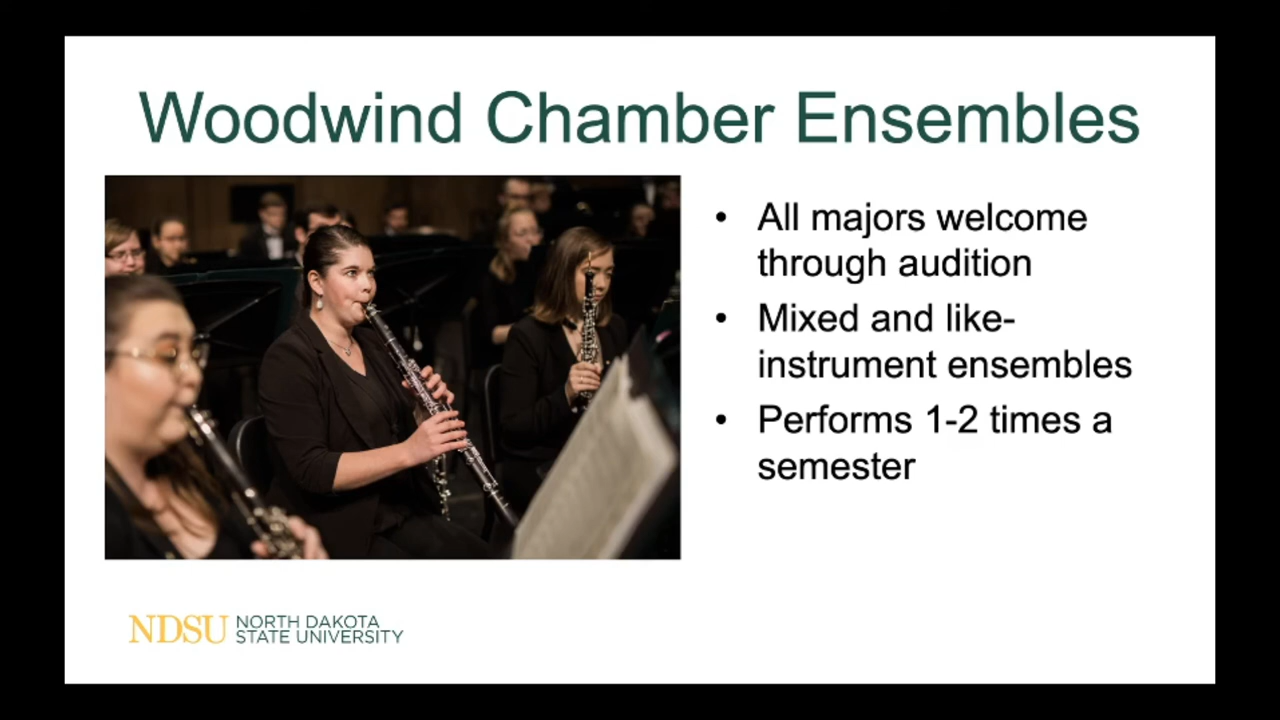 Woodwind Chamber Ensembles
• All majors welcome
through audition
• Mixed and like-
instrument ensembles
• Performs 1-2 times a
semester
NDSU NORTH DAKOTA
STATE UNIVERSITY